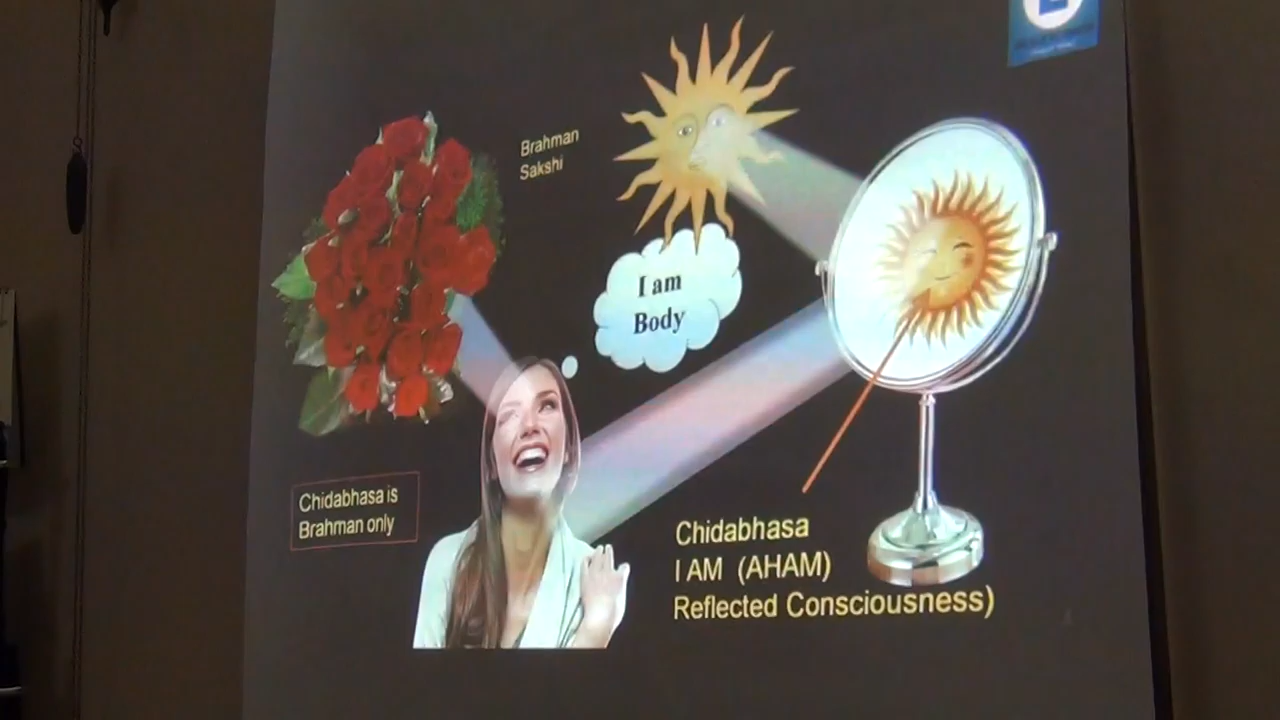 Brahman
Sakshi
I am
Body
Chidabhasa is
Brahman only
Chidabhasa
I AM (AHAM)
Reflected Consciousness)